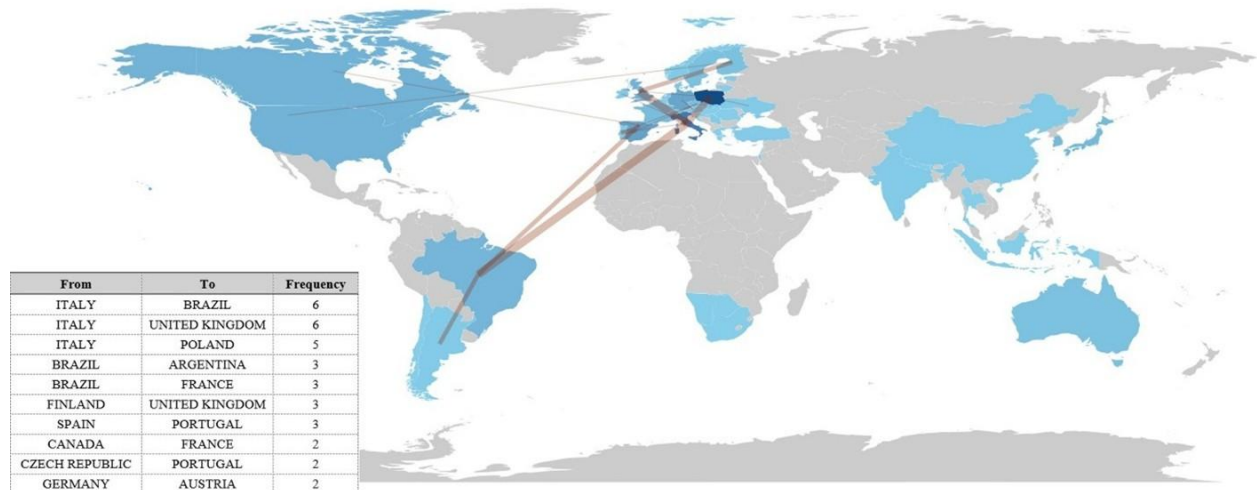 From To Frequency
ITALY BRAZIL 6
ITALY UNITED KINGDOM 6
ITALY POLAND 5
BRAZIL ARGENTINA 3
BRAZIL FRANCE 3
FINLAND UNITED KINGDOM 3
SPAIN PORTUGAL 3
CANADA FRANCE 2
CZECH REPUBLIC PORTUGAL 2
GERMANY AUSTRIA 2